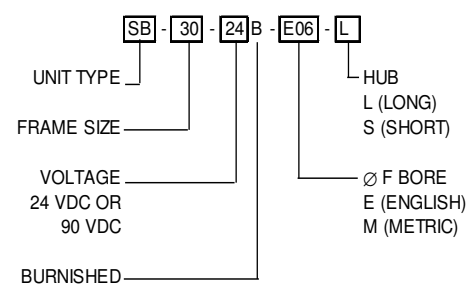 SB - 30 - 24 B - E06 - L
UNIT TYPE
FRAME SIZE
VOLTAGE
24 VDC OR
90 VDC
BURNISHED
HUB
L (LONG)
S (SHORT)
∅ F BORE
E (ENGLISH)
M (METRIC)